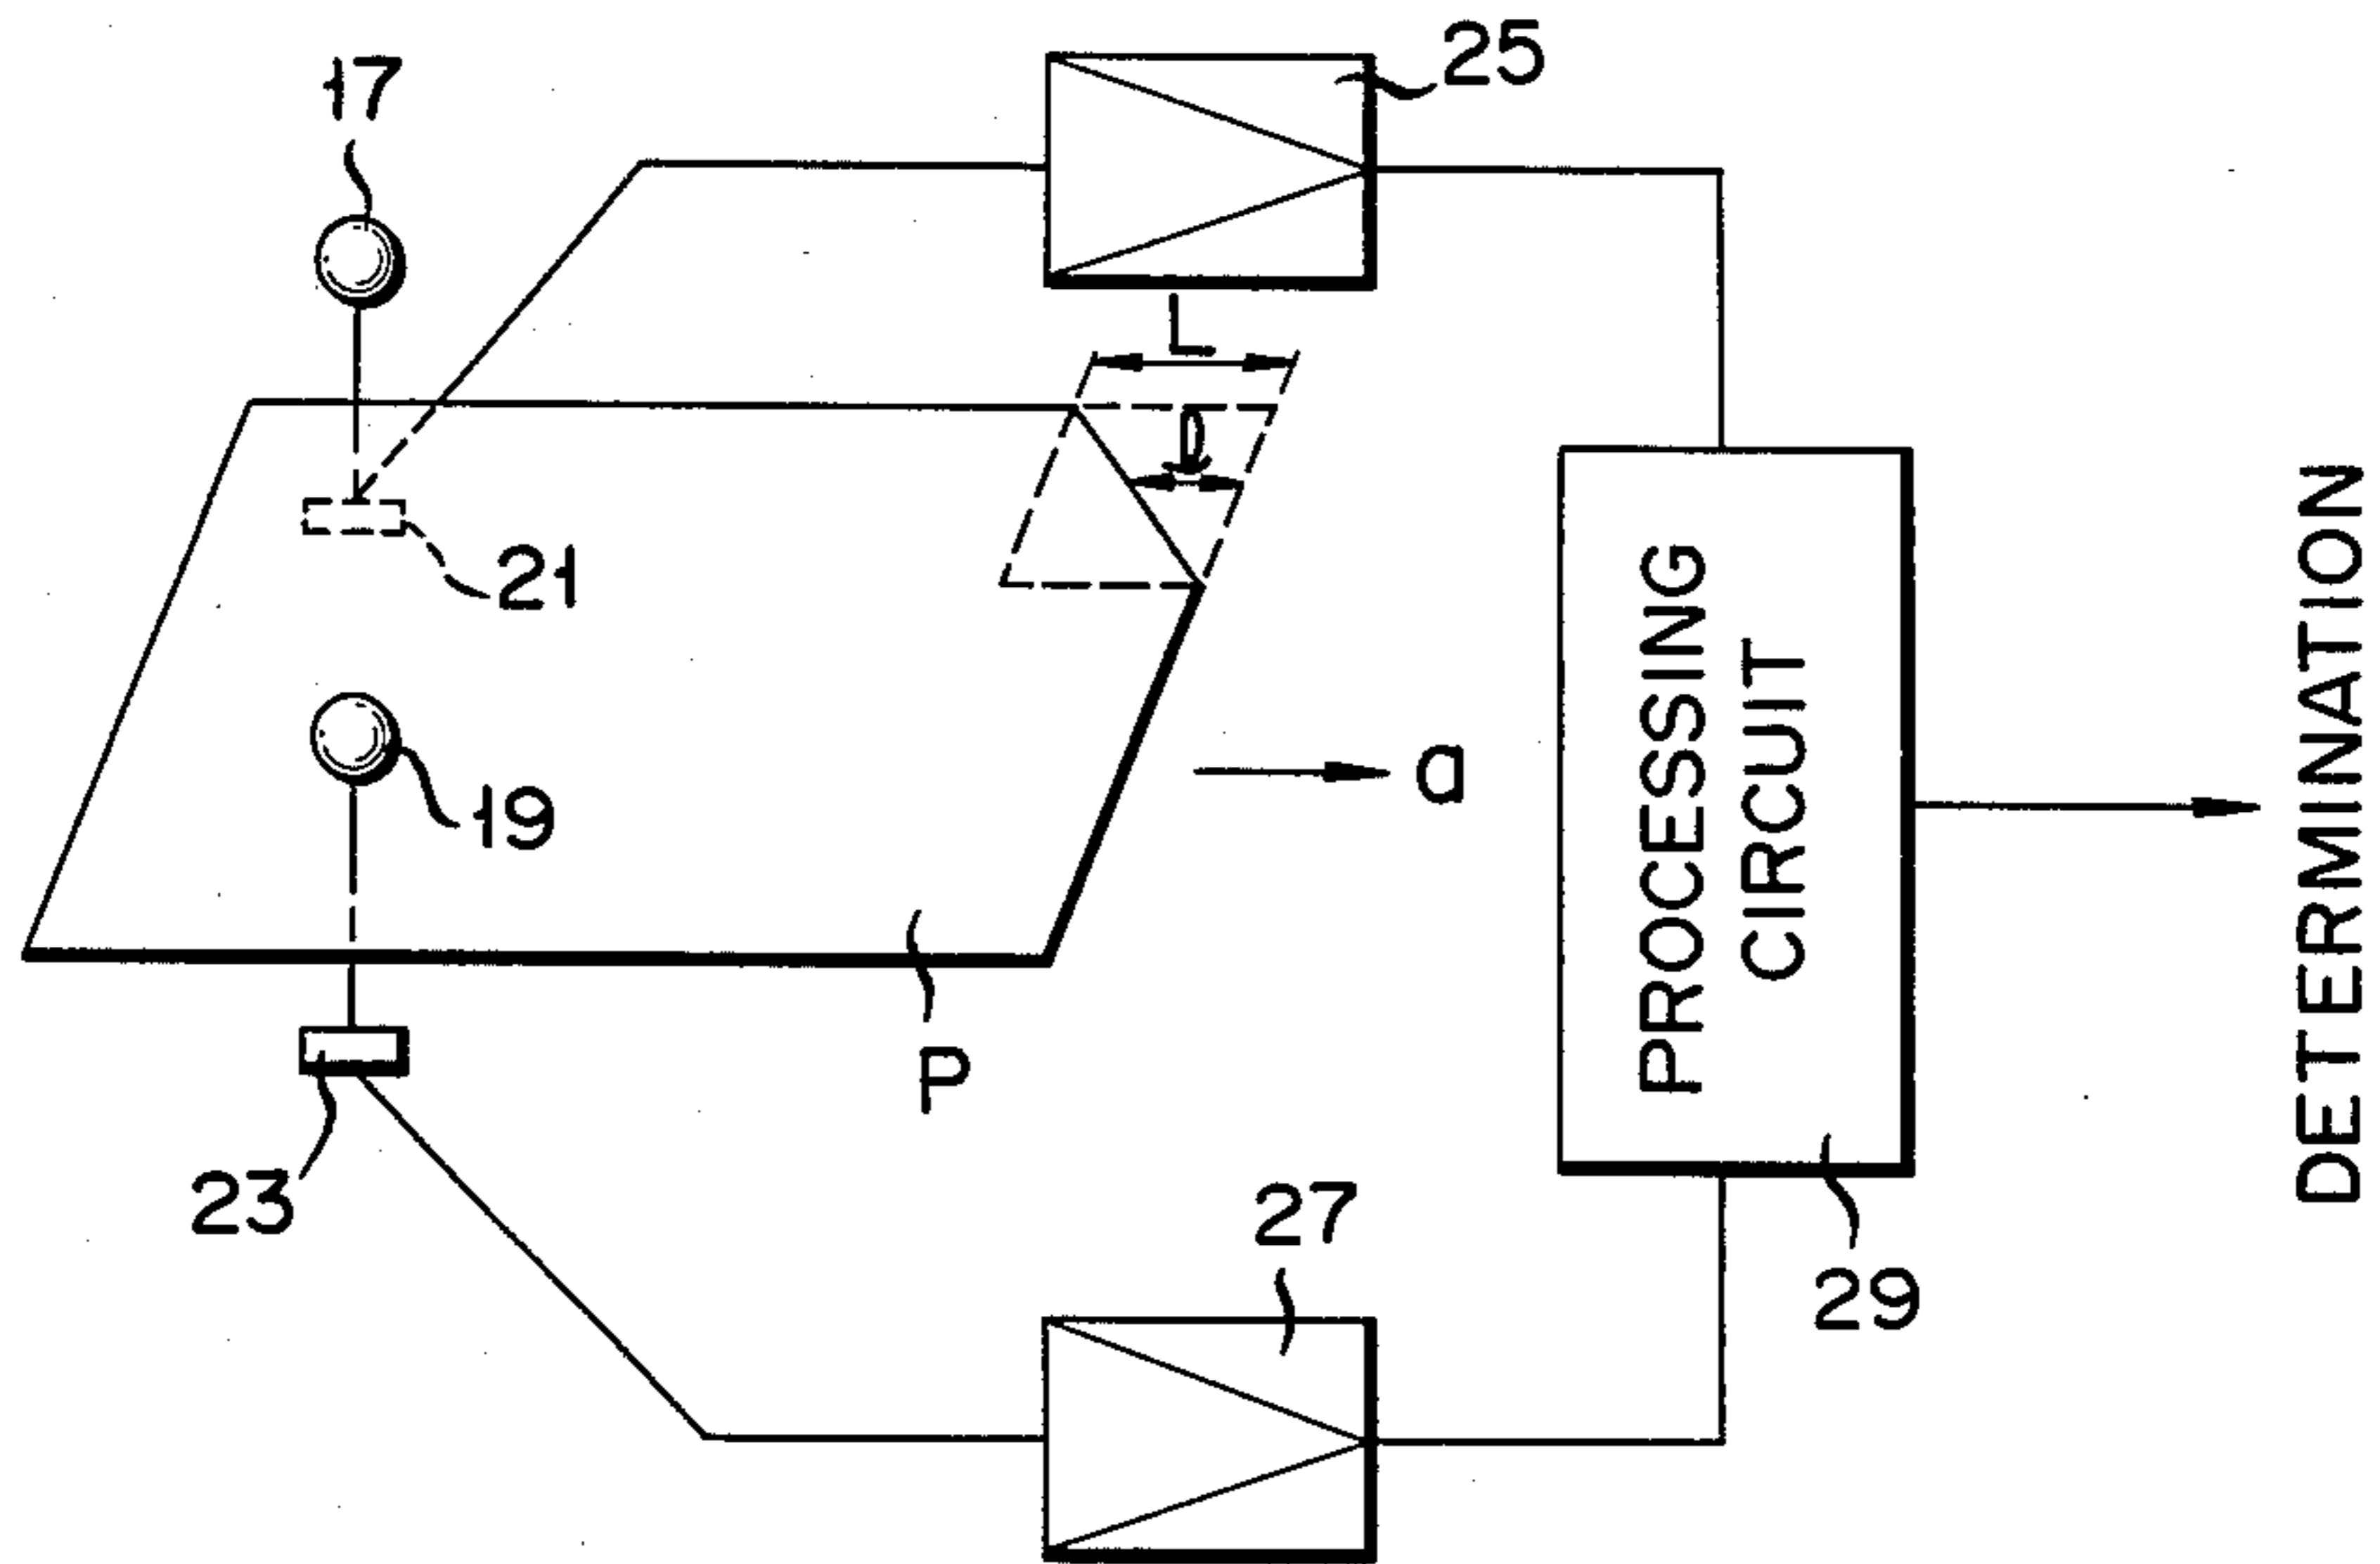 17
25
L
D
21
19
a
P
23
27
29
PROCESSING
CIRCUIT
DETERMINATION